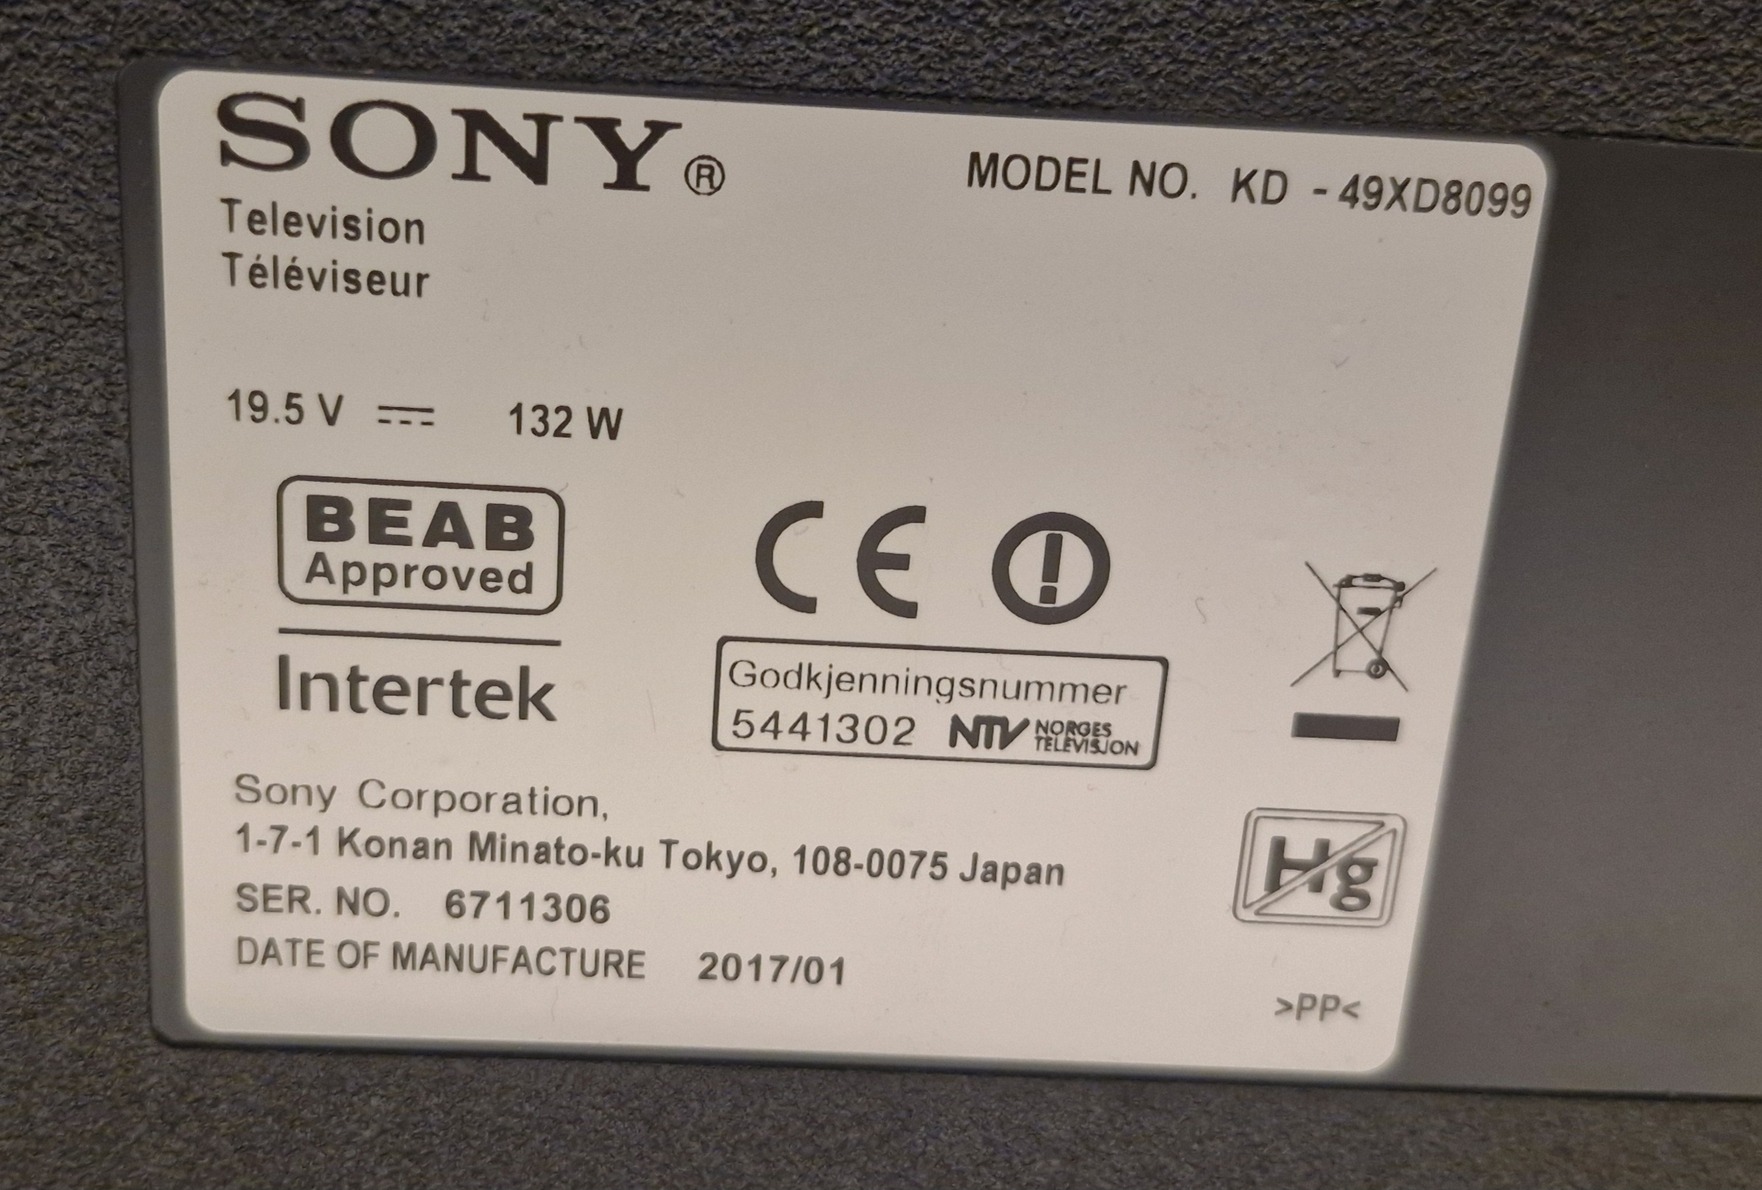 SONY®
MODEL NO. KD - 49XD8099
Television
Téléviseur
19.5 V ⎓ 132 W
BEAB
Approved
Intertek
CE
Godkjenningsnummer
5441302 NTV NORGES
TELEVISJON
Hg
Sony Corporation,
1-7-1 Konan Minato-ku Tokyo, 108-0075 Japan
SER. NO. 6711306
DATE OF MANUFACTURE 2017/01
>PP<